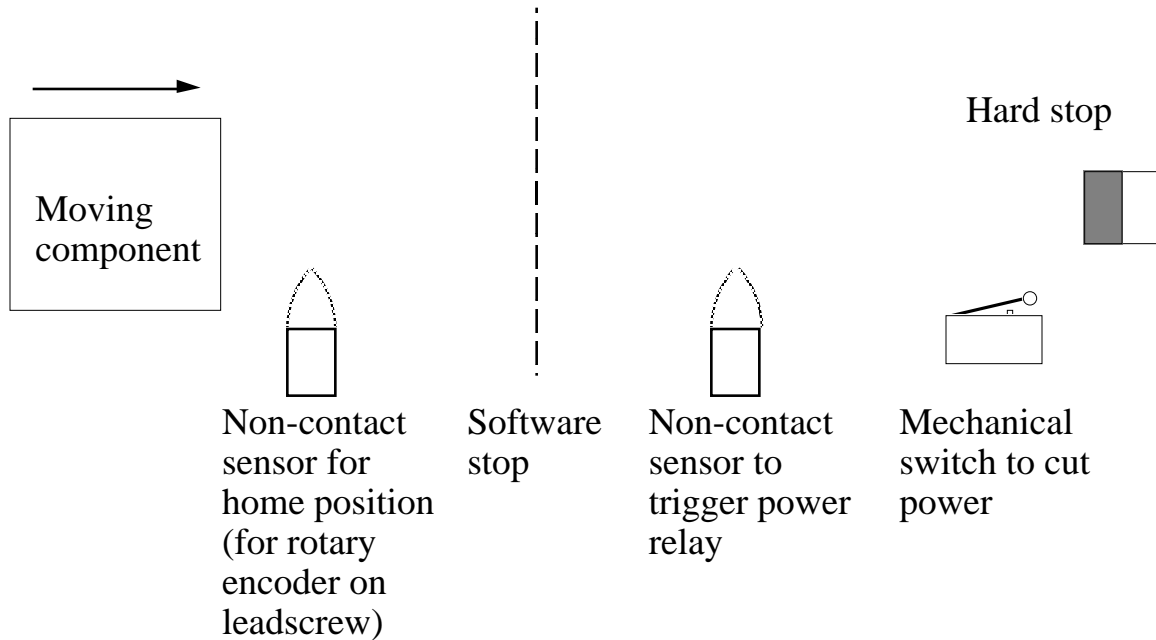 Hard stop
Moving
component
Non-contact
sensor for
home position
(for rotary
encoder on
leadscrew)
Software
stop
Non-contact
sensor to
trigger power
relay
Mechanical
switch to cut
power